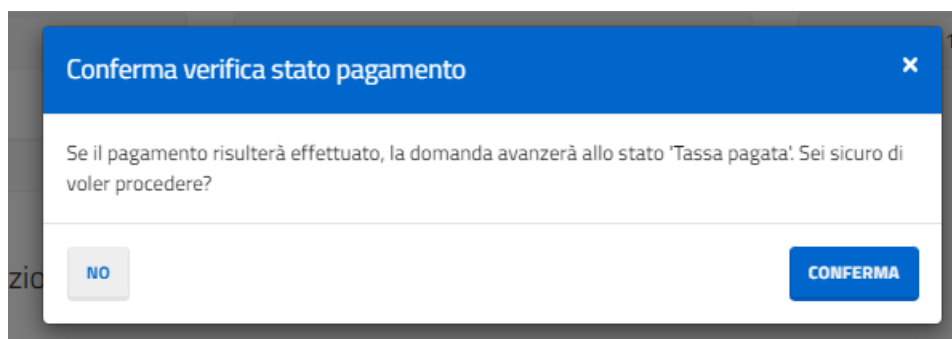 Conferma verifica stato pagamento
×
Se il pagamento risulterà effettuato, la domanda avanzerà allo stato 'Tassa pagata'. Sei sicuro di
voler procedere?
zio
NO
CONFERMA